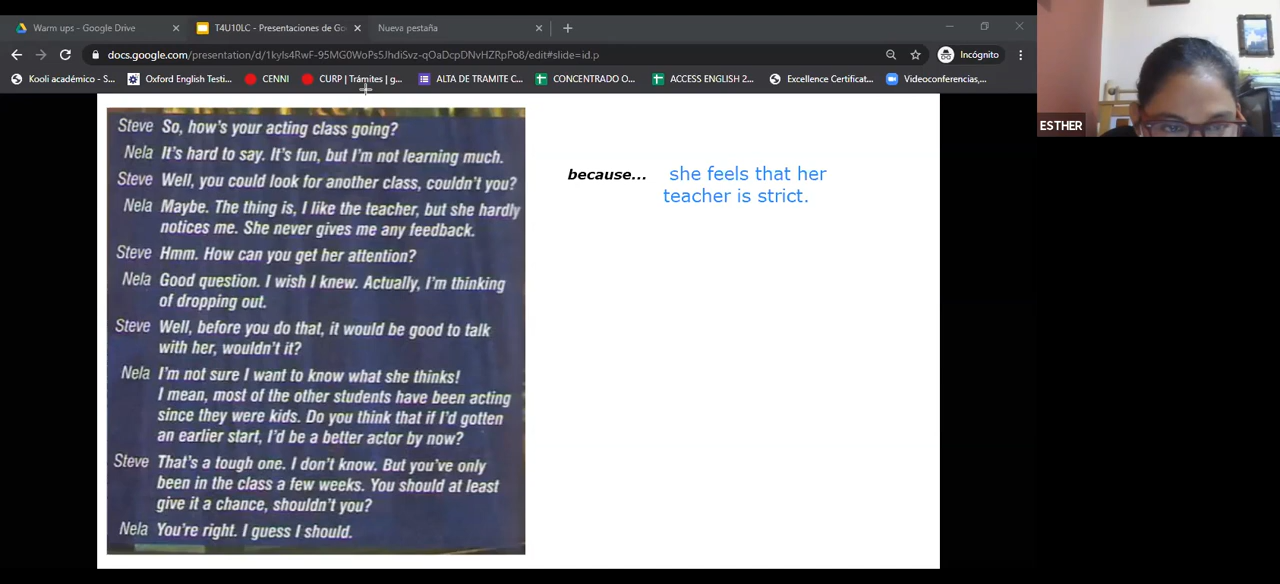 Warm ups - Google Drive
T4U10LC - Presentaciones de Go
Nueva pestaña
docs.google.com/presentation/d/1kyls4RwF-95MG0WoPs5JhdiSvz-qOaDcpDNvHZRpPo8/edit#slide=id.p
Incógnito
Kooli académico - S...
Oxford English Testi...
CENNI
CURP | Trámites | g...
ALTA DE TRAMITE C...
CONCENTRADO O...
ACCESS ENGLISH 2...
Excellence Certificat...
Videoconferencias,...
ESTHER
Steve So, how's your acting class going?
Nela It's hard to say. It's fun, but I'm not learning much.
Steve Well, you could look for another class, couldn't you?
Nela Maybe. The thing is, I like the teacher, but she hardly
notices me. She never gives me any feedback.
Steve Hmm. How can you get her attention?
Nela Good question. I wish I knew. Actually, I'm thinking
of dropping out.
Steve Well, before you do that, it would be good to talk
with her, wouldn't it?
Nela I'm not sure I want to know what she thinks!
I mean, most of the other students have been acting
since they were kids. Do you think that if I'd gotten
an earlier start, I'd be a better actor by now?
Steve That's a tough one. I don't know. But you've only
been in the class a few weeks. You should at least
give it a chance, shouldn't you?
Nela You're right. I guess I should.
because... she feels that her
teacher is strict.